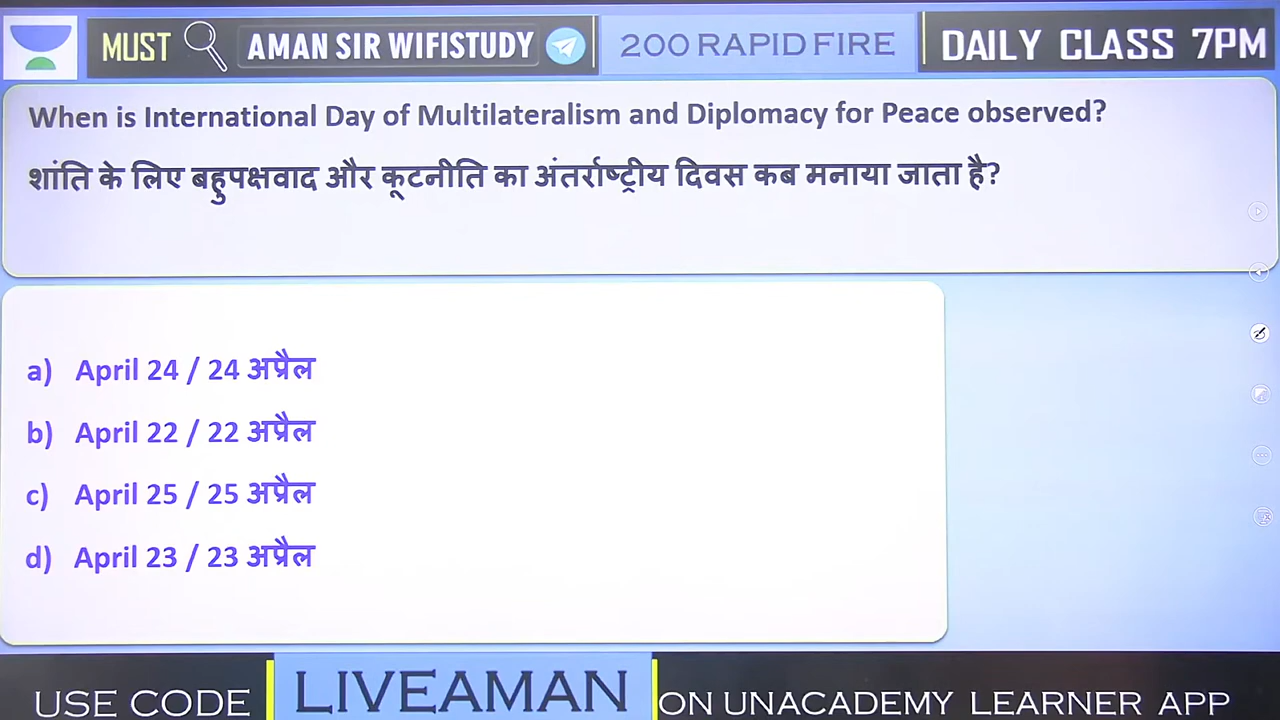 MUST AMAN SIR WIFISTUDY 200 RAPID FIRE DAILY CLASS 7PM
When is International Day of Multilateralism and Diplomacy for Peace observed?
शांति के लिए बहुपक्षवाद और कूटनीति का अंतर्राष्ट्रीय दिवस कब मनाया जाता है?
a) April 24 / 24 अप्रैल
b) April 22 / 22 अप्रैल
c) April 25 / 25 अप्रैल
d) April 23 / 23 अप्रैल
USE CODE LIVEAMAN ON UNACADEMY LEARNER APP